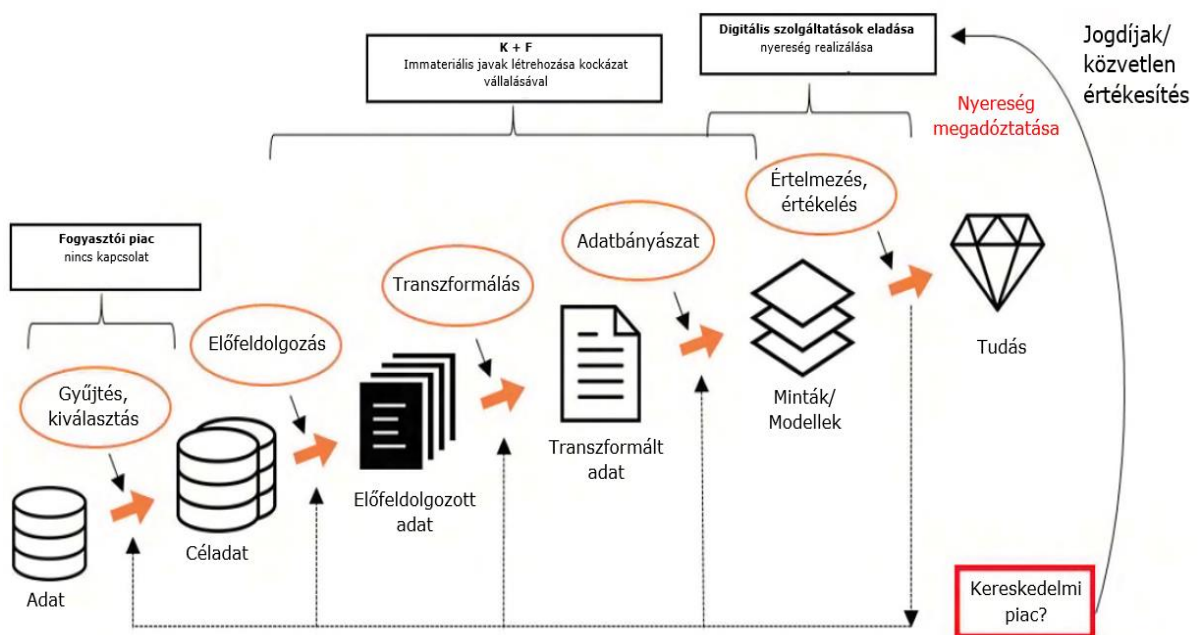 K + F
Immateriális javak létrehozása kockázat
vállalásával
Digitális szolgáltatások eladása
nyereség realizálása
Jogdíjak/
közvetlen
értékesítés
Nyereség
megadóztatása
Fogyasztói piac
nincs kapcsolat
Gyűjtés,
kiválasztás
Előfeldolgozás
Transzformálás
Adatbányászat
Értelmezés,
értékelés
Adat
Céladat
Előfeldolgozott
adat
Transzformált
adat
Minták/
Modellek
Tudás
Kereskedelmi
piac?